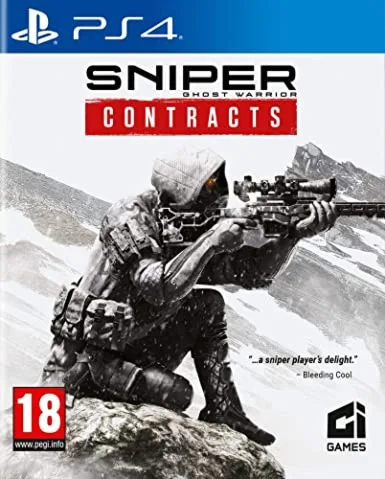 PS4
SNIPER
GHOST WARRIOR
CONTRACTS
"...a sniper player's delight."
~ Bleeding Cool
18
www.pegi.info
CI
GAMES